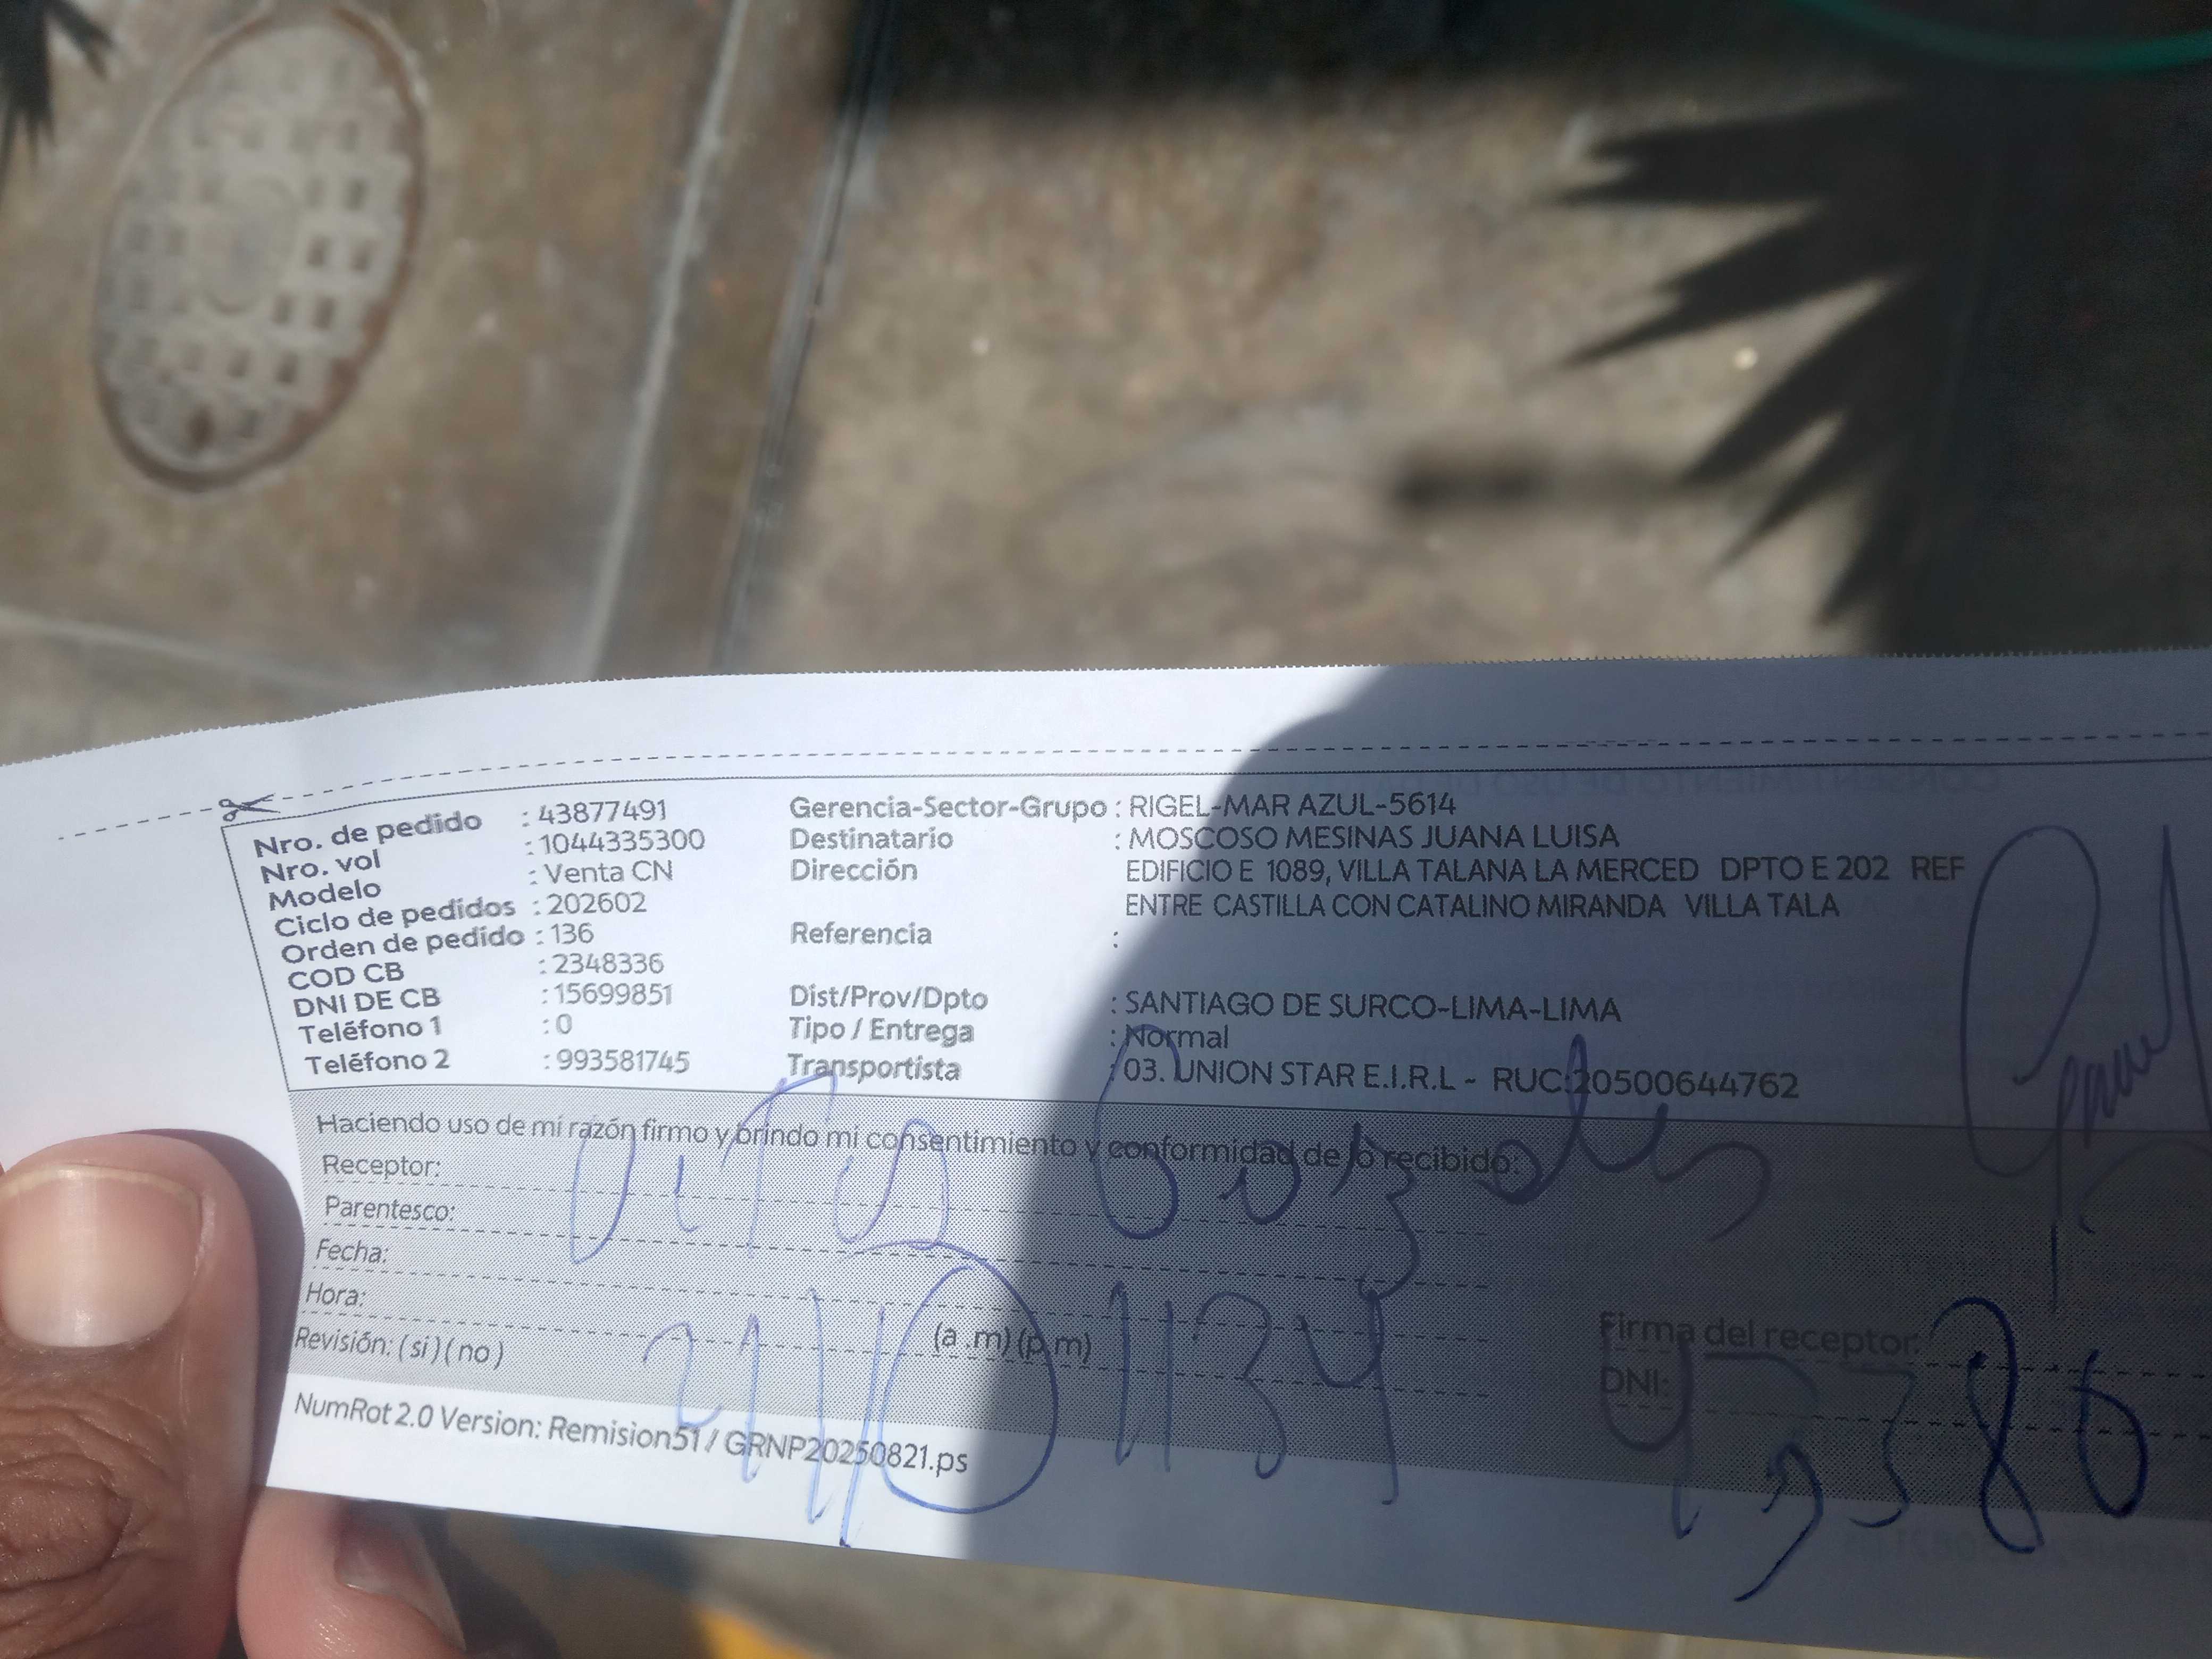 Nro. de pedido : 43877491
Nro. vol : 1044335300
Modelo : Venta CN
Ciclo de pedidos : 202602
Orden de pedido : 136
COD CB : 2348336
DNI DE CB : 15699851
Teléfono 1 : 0
Teléfono 2 : 993581745
Gerencia-Sector-Grupo : RIGEL-MAR AZUL-5614
Destinatario : MOSCOSO MESINAS JUANA LUISA
Dirección EDIFICIO E 1089, VILLA TALANA LA MERCED DPTO E 202 REF
ENTRE CASTILLA CON CATALINO MIRANDA VILLA TALA
Referencia :
Dist/Prov/Dpto : SANTIAGO DE SURCO-LIMA-LIMA
Tipo / Entrega : Normal
Transportista : 03. UNION STAR E.I.R.L - RUC:20500644762
Haciendo uso de mi razón firmo y brindo mi consentimiento y conformidad de lo recibido:
Receptor:
Parentesco:
Fecha:
Hora: (a .m) (p.m)
Revisión: ( si ) ( no )
Firma del receptor:
DNI:
NumRot 2.0 Version: Remision51 / GRNP20250821.ps